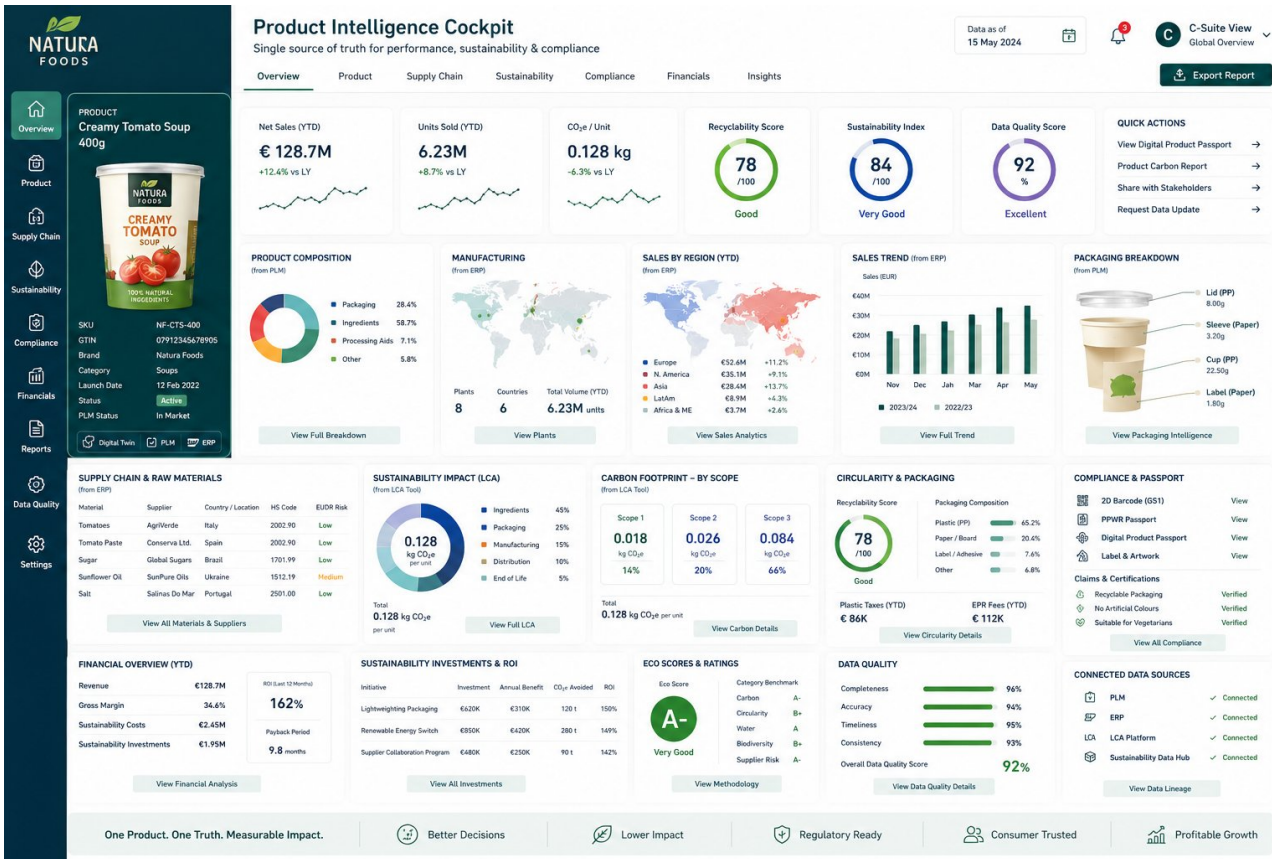 NATURA
FOODS
Product Intelligence Cockpit
Single source of truth for performance, sustainability & compliance
Data as of
15 May 2024
3
C
C-Suite View
Global Overview
Overview
Product
Supply Chain
Sustainability
Compliance
Financials
Insights
Export Report
Overview
Product
Supply Chain
Sustainability
Compliance
Financials
Reports
Data Quality
Settings
PRODUCT
Creamy Tomato Soup
400g
NATURA
FOODS
CREAMY
TOMATO
SOUP
100% NATURAL
INGGEDIENTS
SKU NF-CTS-400
GTIN 07912345678905
Brand Natura Foods
Category Soups
Launch Date 12 Feb 2022
Status Active
PLM Status In Market
Digital Twin PLM ERP
Net Sales (YTD)
€ 128.7M
+12.4% vs LY
Units Sold (YTD)
6.23M
+8.7% vs LY
CO₂e / Unit
0.128 kg
-6.3% vs LY
Recyclability Score
78
/100
Good
Sustainability Index
84
/100
Very Good
Data Quality Score
92
%
Excellent
QUICK ACTIONS
View Digital Product Passport →
Product Carbon Report →
Share with Stakeholders →
Request Data Update →
PRODUCT COMPOSITION
(from PLM)
Packaging 28.4%
Ingredients 58.7%
Processing Aids 7.1%
Other 5.8%
View Full Breakdown
MANUFACTURING
(from ERP)
Plants Countries Total Volume (YTD)
8 6 6.23M units
View Plants
SALES BY REGION (YTD)
(from ERP)
Europe €52.6M +11.2%
N. America €35.1M +9.1%
Asia €28.4M +13.7%
LatAm €8.9M +4.3%
Africa & ME €3.7M +2.6%
View Sales Analytics
SALES TREND (from ERP)
Sales (EUR)
€40M
€30M
€20M
€10M
€0M
Nov Dec Jah Mar Apr May
2023/24 2022/23
View Full Trend
PACKAGING BREAKDOWN
(from PLM)
Lid (PP)
8.00g
Sleeve (Paper)
3.20g
Cup (PP)
22.50g
Label (Paper)
1.80g
View Packaging Intelligence
SUPPLY CHAIN & RAW MATERIALS
(from ERP)
Material Supplier Country / Location HS Code EUDR Risk
Tomatoes AgriVerde Italy 2002.90 Low
Tomato Paste Conserva Ltd. Spain 2002.90 Low
Sugar Global Sugars Brazil 1701.99 Low
Sunflower Oil SunPure Oils Ukraine 1512.19 Medium
Salt Salinas Do Mar Portugal 2501.00 Low
View All Materials & Suppliers
SUSTAINABILITY IMPACT (LCA)
(from LCA Tool)
0.128
kg CO₂e
per unit
Ingredients 45%
Packaging 25%
Manufacturing 15%
Distribution 10%
End of Life 5%
Total
0.128 kg CO₂e
per unit
View Full LCA
CARBON FOOTPRINT – BY SCOPE
(from LCA Tool)
Scope 1
0.018
kg CO₂e
14%
Scope 2
0.026
kg CO₂e
20%
Scope 3
0.084
kg CO₂e
66%
Total
0.128 kg CO₂e per unit
View Carbon Details
CIRCULARITY & PACKAGING
Recyclability Score
78
/100
Good
Packaging Composition
Plastic (PP) 65.2%
Paper / Board 20.4%
Label / Adhesive 7.6%
Other 6.8%
Plastic Taxes (YTD)
€ 86K
EPR Fees (YTD)
€ 112K
View Circularity Details
COMPLIANCE & PASSPORT
2D Barcode (GS1) View
PPWR Passport View
Digital Product Passport View
Label & Artwork View
Claims & Certifications
Recyclable Packaging Verified
No Artificial Colours Verified
Suitable for Vegetarians Verified
View All Compliance
FINANCIAL OVERVIEW (YTD)
Revenue €128.7M
Gross Margin 34.6%
Sustainability Costs €2.45M
Sustainability Investments €1.95M
ROI (Last 12 Months)
162%
Payback Period
9.8 months
View Financial Analysis
SUSTAINABILITY INVESTMENTS & ROI
Initiative Investment Annual Benefit CO₂e Avoided ROI
Lightweighting Packaging €620K €310K 120 t 150%
Renewable Energy Switch €850K €420K 280 t 149%
Supplier Collaboration Program €480K €250K 90 t 142%
View All Investments
ECO SCORES & RATINGS
Eco Score
A-
Very Good
Category Benchmark
Carbon A-
Circularity B+
Water A
Biodiversity B+
Supplier Risk A-
View Methodology
DATA QUALITY
Completeness 96%
Accuracy 94%
Timeliness 95%
Consistency 93%
Overall Data Quality Score 92%
View Data Quality Details
CONNECTED DATA SOURCES
PLM ✓ Connected
ERP ✓ Connected
LCA LCA Platform ✓ Connected
Sustainability Data Hub ✓ Connected
View Data Lineage
One Product. One Truth. Measurable Impact.
Better Decisions
Lower Impact
Regulatory Ready
Consumer Trusted
Profitable Growth